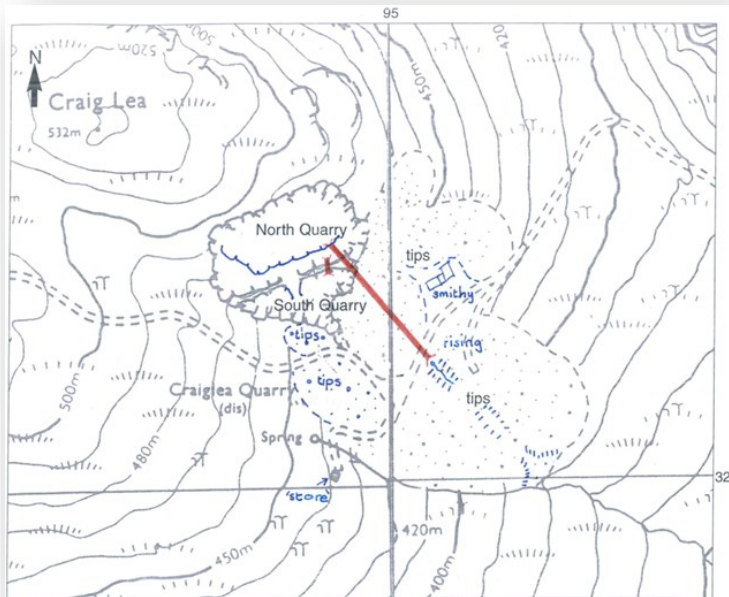 95
N
520m
500m
450m
420
Craig Lea
532m
m
North Quarry
tips
smithy
South Quarry
tips
rising
500m
tips
tips
Craiglea Quarry
(dis)
480m
Spring
32
store
420m
450m
400m